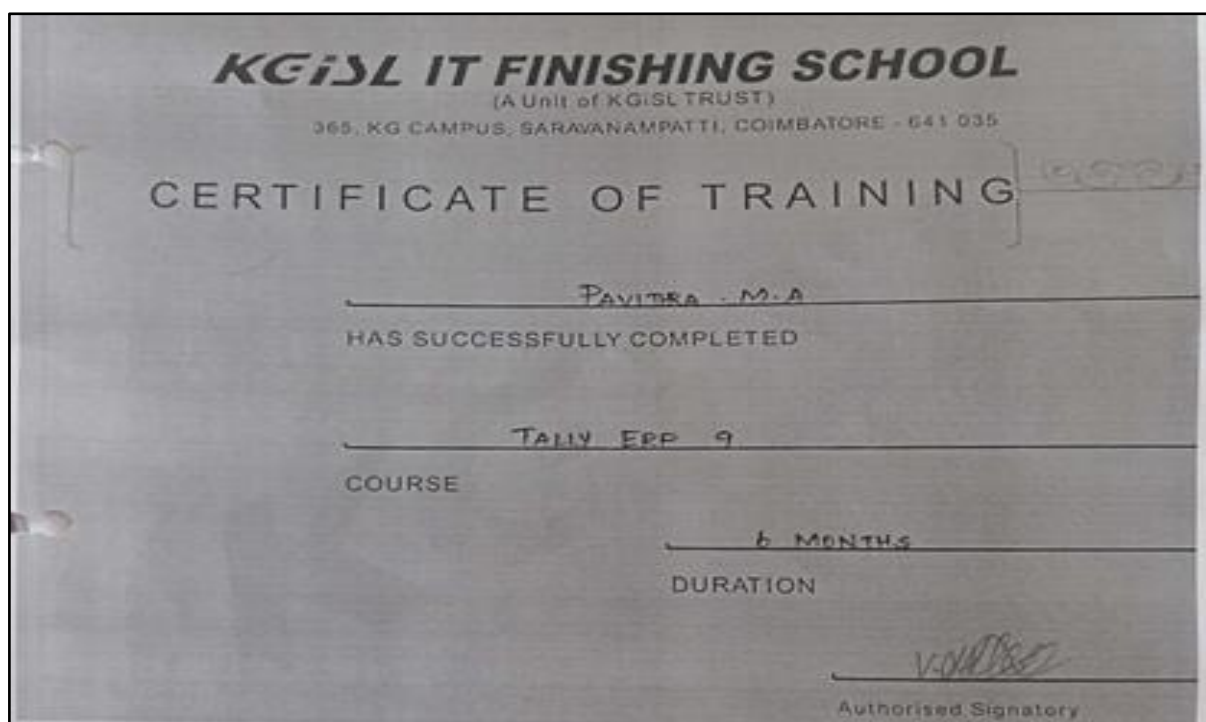 KGiSL IT FINISHING SCHOOL
(A Unit of KGiSL TRUST)
365, KG CAMPUS, SARAVANAMPATTI, COIMBATORE - 641 035
CERTIFICATE OF TRAINING
PAVITHRA . M.A
HAS SUCCESSFULLY COMPLETED
TALLY ERP 9
COURSE
6 MONTHS
DURATION
Authorised Signatory